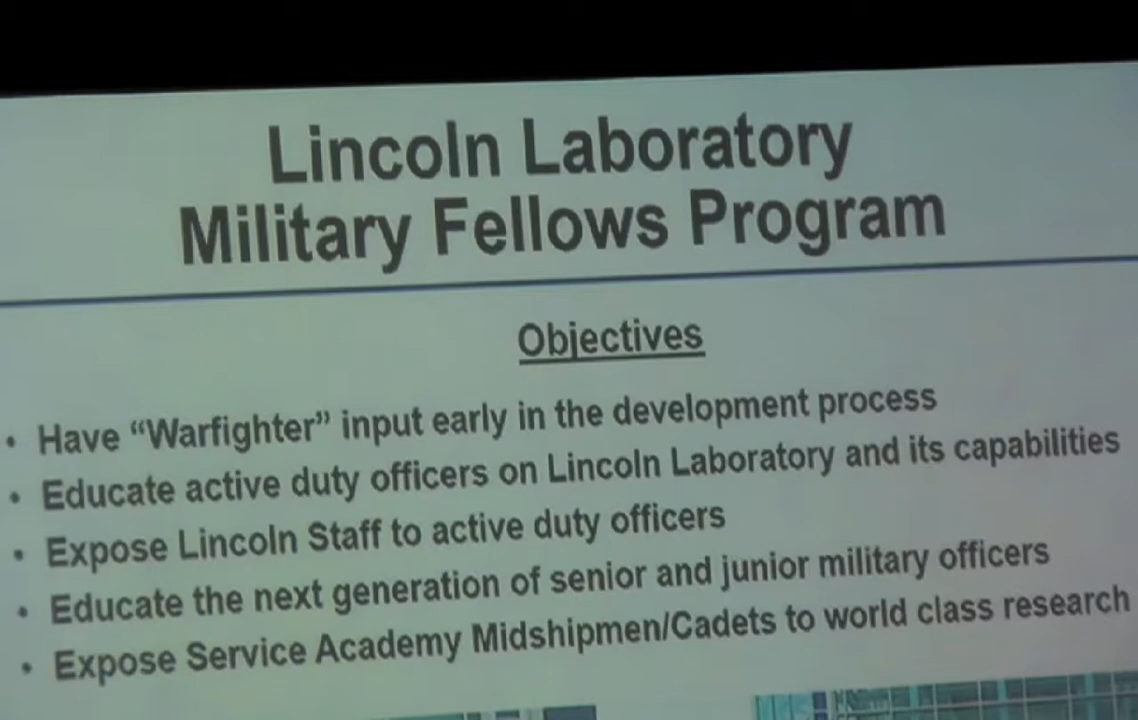 Lincoln Laboratory
Military Fellows Program
Objectives
• Have “Warfighter” input early in the development process
• Educate active duty officers on Lincoln Laboratory and its capabilities
• Expose Lincoln Staff to active duty officers
• Educate the next generation of senior and junior military officers
• Expose Service Academy Midshipmen/Cadets to world class research